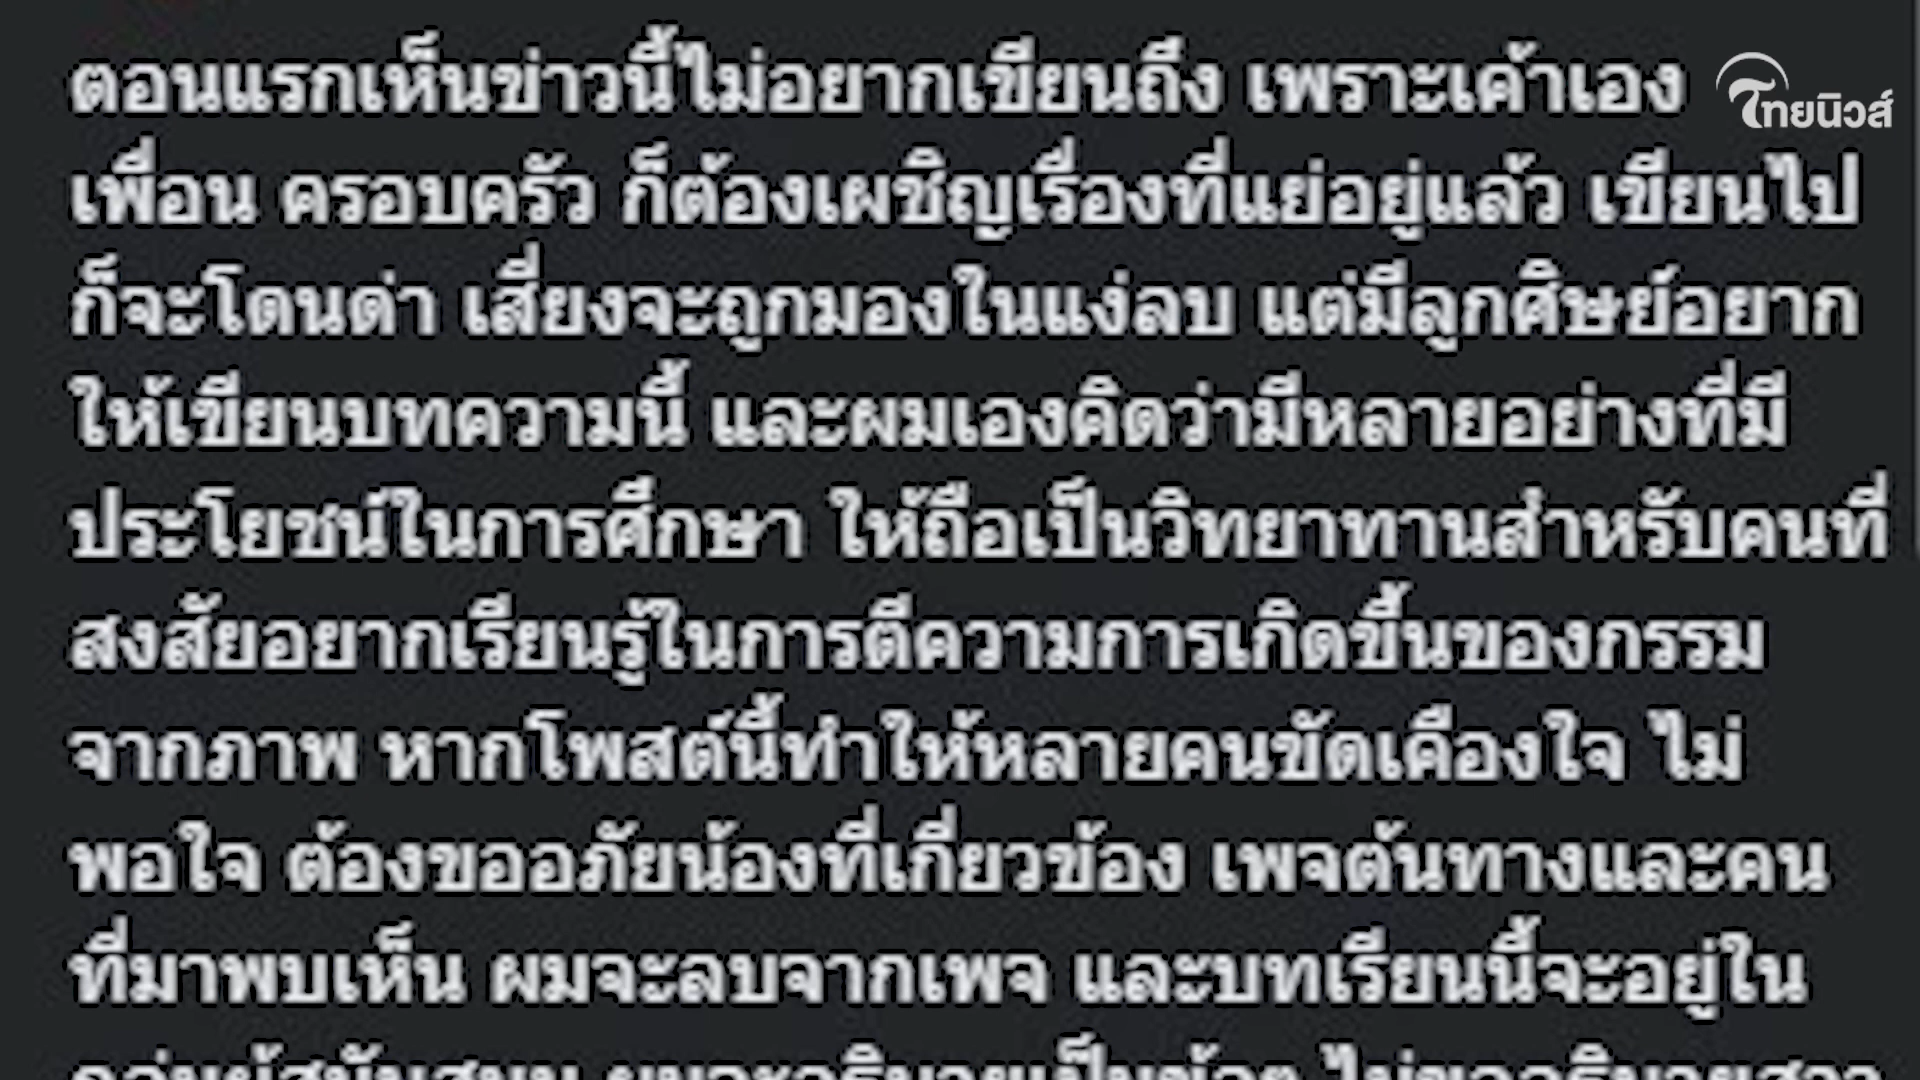 ตอนแรกเห็นข่าวนี้ไม่อยากเขียนถึง เพราะเค้าเอง
ไทยนิวส์
เพื่อน ครอบครัว ก็ต้องเผชิญเรื่องที่แย่อยู่แล้ว เขียนไป
ก็จะโดนด่า เสี่ยงจะถูกมองในแง่ลบ แต่มีลูกศิษย์อยาก
ให้เขียนบทความนี้ และผมเองคิดว่ามีหลายอย่างที่มี
ประโยชน์ในการศึกษา ให้ถือเป็นวิทยาทานสำหรับคนที่
สงสัยอยากเรียนรู้ในการตีความการเกิดขึ้นของกรรม
จากภาพ หากโพสต์นี้ทำให้หลายคนขัดเคืองใจ ไม่
พอใจ ต้องขออภัยน้องที่เกี่ยวข้อง เพจต้นทางและคน
ที่มาพบเห็น ผมจะลบจากเพจ และบทเรียนนี้จะอยู่ใน